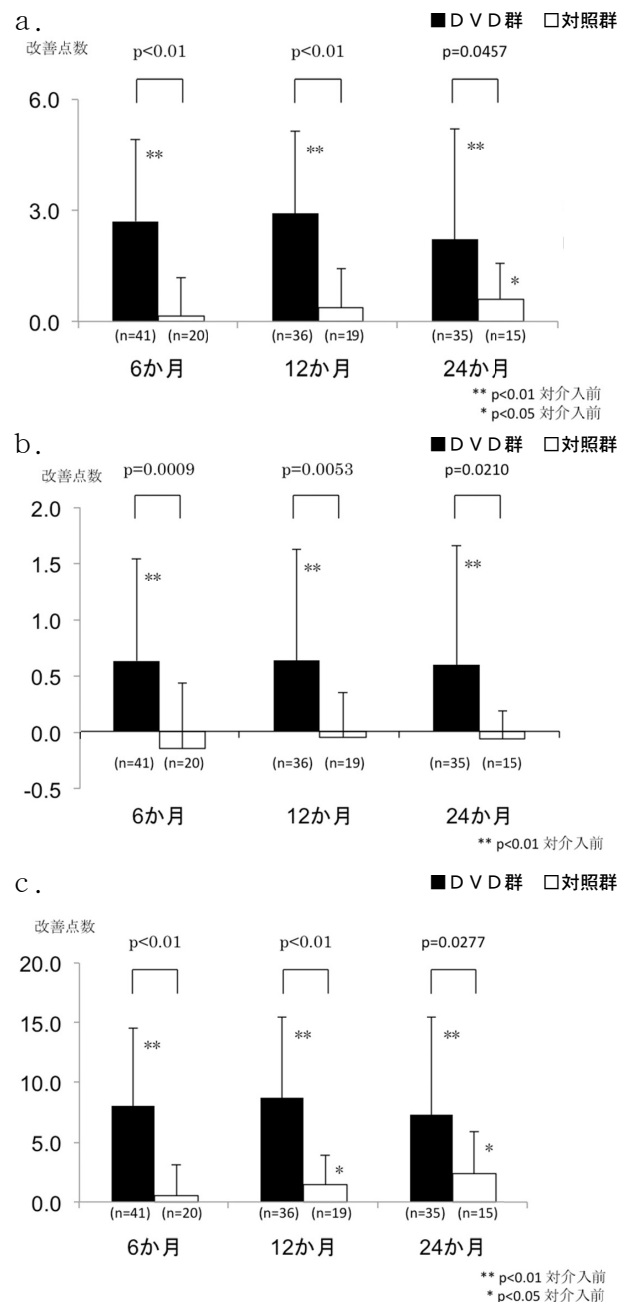 a.
■ＤＶＤ群　□対照群
改善点数
p<0.01 p<0.01 p=0.0457
6.0
**
**
**
3.0
*
0.0
(n=41) (n=20) (n=36) (n=19) (n=35) (n=15)
6か月 12か月 24か月
** p<0.01 対介入前
* p<0.05 対介入前
b.
■ＤＶＤ群　□対照群
改善点数
p=0.0009 p=0.0053 p=0.0210
2.0
1.5
** ** **
1.0
0.5
0.0
(n=41) (n=20) (n=36) (n=19) (n=35) (n=15)
-0.5
6か月 12か月 24か月
** p<0.01 対介入前
c.
■ＤＶＤ群　□対照群
改善点数
p<0.01 p<0.01 p=0.0277
20.0
15.0
** ** **
10.0
5.0
* *
0.0
(n=41) (n=20) (n=36) (n=19) (n=35) (n=15)
6か月 12か月 24か月
** p<0.01 対介入前
* p<0.05 対介入前